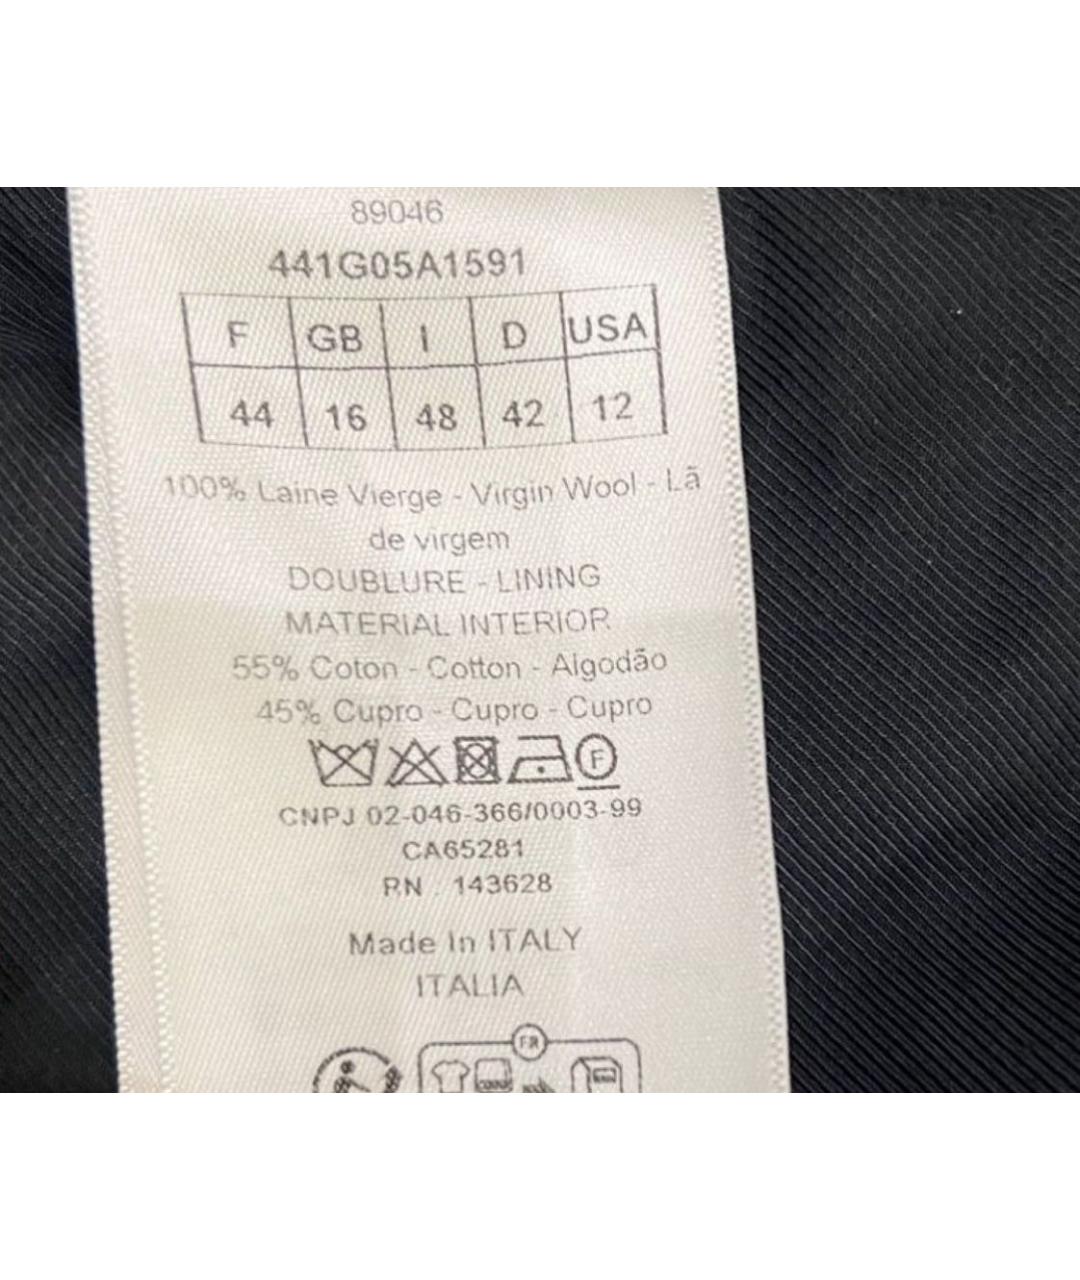 89046
441G05A1591
F GB I D USA
44 16 48 42 12
100% Laine Vierge - Virgin Wool - Lã
de virgem
DOUBLURE - LINING
MATERIAL INTERIOR
55% Coton - Cotton - Algodão
45% Cupro - Cupro - Cupro
F
CNPJ 02-046-366/0003-99
CA65281
RN : 143628
Made In ITALY
ITALIA
FR